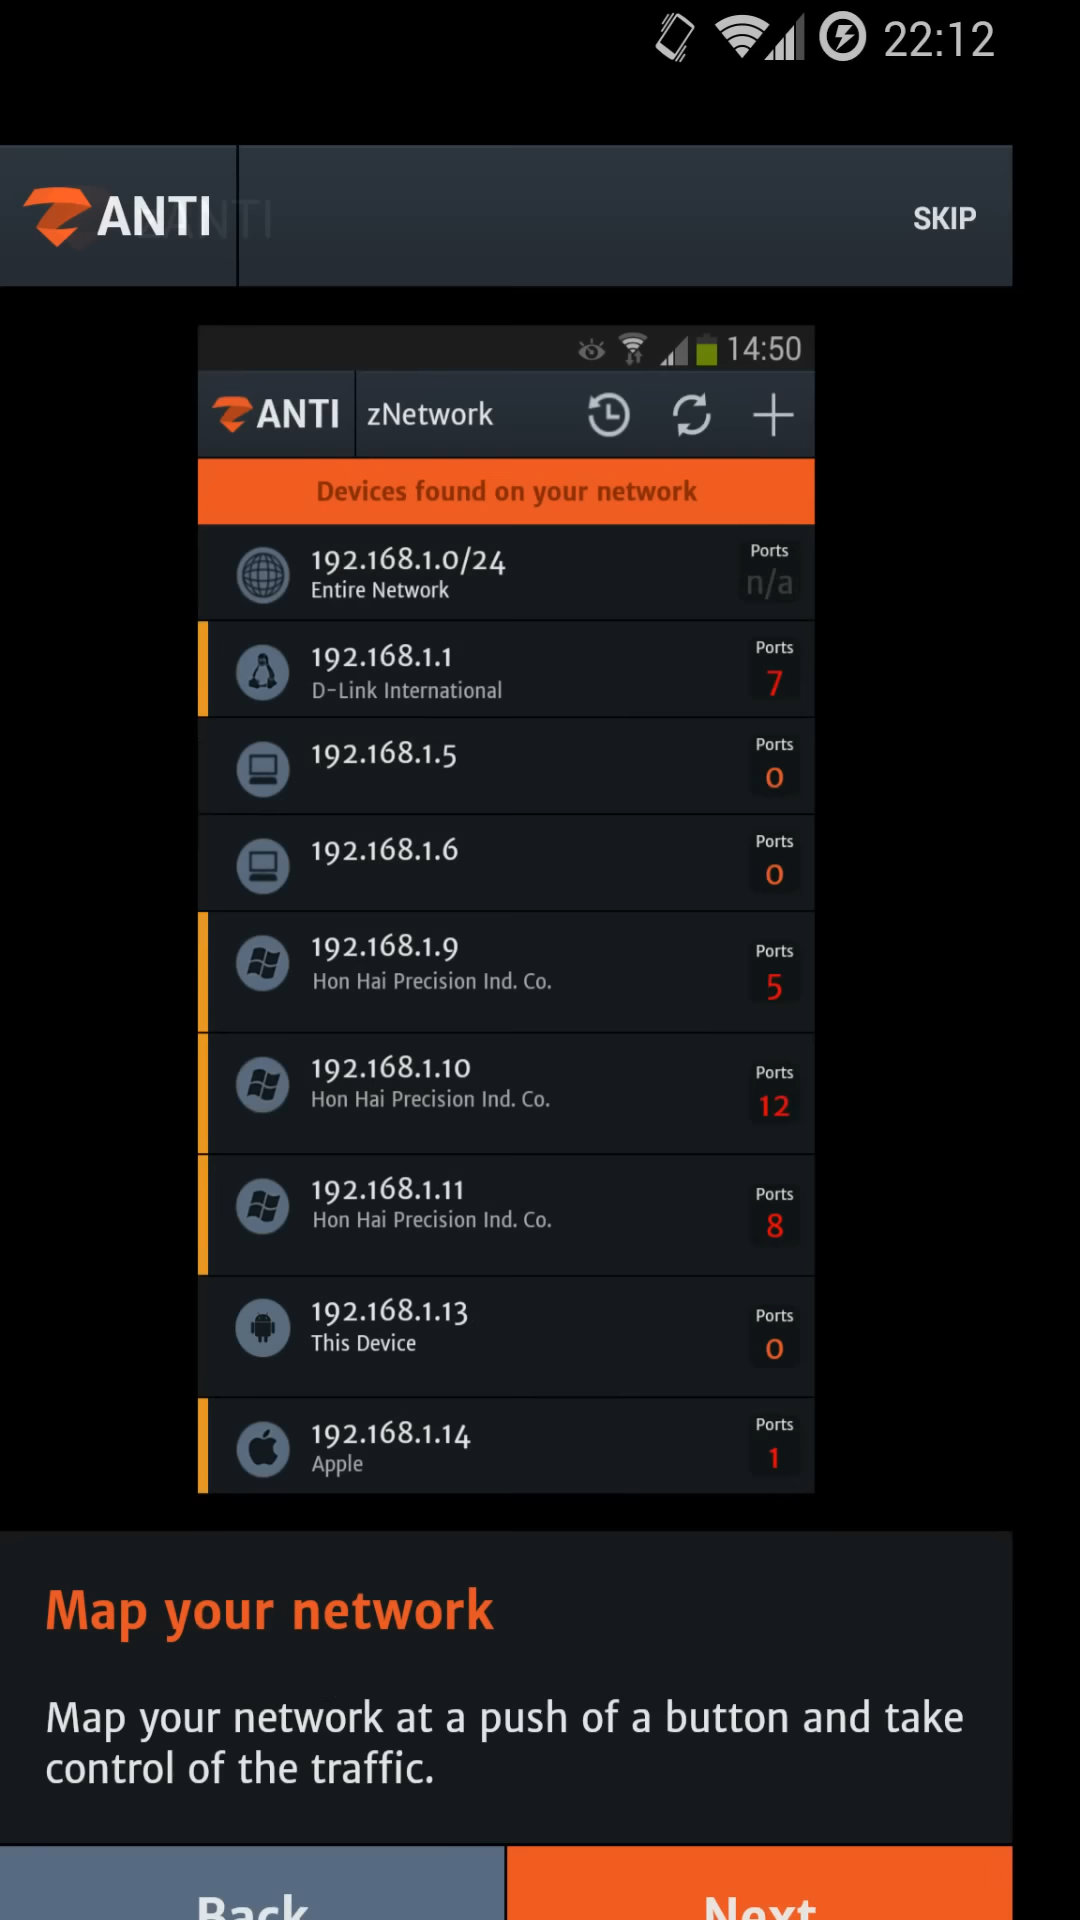 22:12
ANTI
SKIP
14:50
ANTI zNetwork
Devices found on your network
192.168.1.0/24
Entire Network
Ports
n/a
192.168.1.1
D-Link International
Ports
7
192.168.1.5
Ports
0
192.168.1.6
Ports
0
192.168.1.9
Hon Hai Precision Ind. Co.
Ports
5
192.168.1.10
Hon Hai Precision Ind. Co.
Ports
12
192.168.1.11
Hon Hai Precision Ind. Co.
Ports
8
192.168.1.13
This Device
Ports
0
192.168.1.14
Apple
Ports
1
Map your network
Map your network at a push of a button and take
control of the traffic.
Back
Next